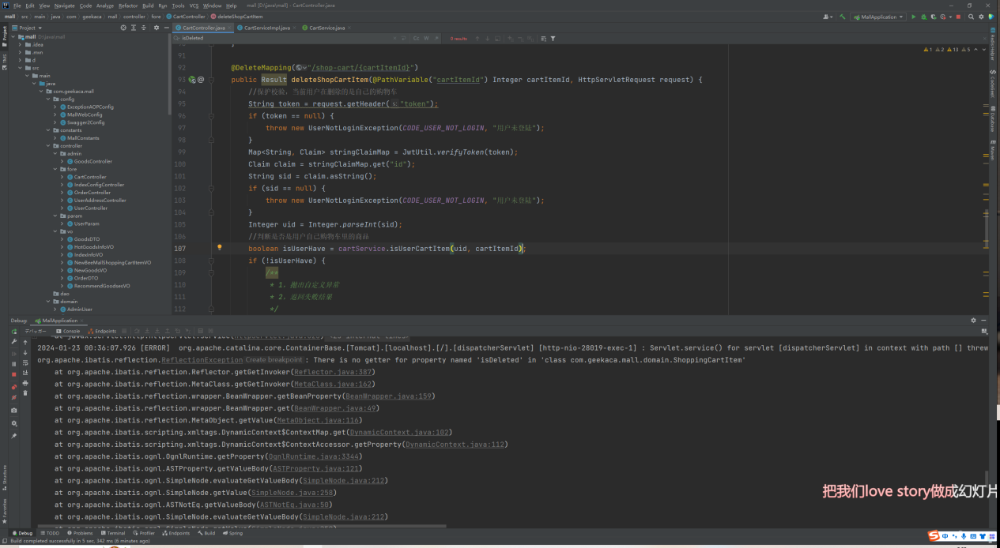 File Edit View Navigate Code Analyze Refactor Build Run Tools VCS Window Help mall [D:\java\mall] - CartController.java
mall src main java com geekaca mall controller fore CartController deleteShopCartItem MallApplication
Project CartController.java CartServiceImpl.java CartService.java
mall D:\java\mall
isDeleted Cc W 0 results
.idea
.mvn
d
src
main
java
com.geekaca.mall
config
ExceptionAOPConfig
MallWebConfig
Swagger2Config
constants
MallConstants
controller
admin
GoodsController
fore
CartController
IndexConfigController
OrderController
UserAddressController
UserController
param
UserParam
vo
GoodsDTO
HotGoodsInfoVO
IndexInfoVO
NewBeeMallShoppingCartItemVO
NewGoodsVO
OrderDTO
RecommendGoodsesVO
dao
domain
AdminUser
1 2 13 5
91
92 @DeleteMapping("/shop-cart/{cartItemId}")
93 public Result deleteShopCartItem(@PathVariable("cartItemId") Integer cartItemId, HttpServletRequest request) {
94 //保护校验，当前用户在删除的是自己的购物车
95 String token = request.getHeader(s: "token");
96 if (token == null) {
97 throw new UserNotLoginException(CODE_USER_NOT_LOGIN, "用户未登陆");
98 }
99 Map<String, Claim> stringClaimMap = JwtUtil.verifyToken(token);
100 Claim claim = stringClaimMap.get("id");
101 String sid = claim.asString();
102 if (sid == null) {
103 throw new UserNotLoginException(CODE_USER_NOT_LOGIN, "用户未登陆");
104 }
105 Integer uid = Integer.parseInt(sid);
106 //判断是否是用户自己购物车里的商品
107 boolean isUserHave = cartService.isUserCartItem(uid, cartItemId);
108 if (!isUserHave) {
109 /**
110 * 1，抛出自定义异常
111 * 2，返回失败结果
112 */
Project
TMS
RedisHelper
CodeGeeX
Database
Maven
Debug: MallApplication
デバッガー Console Endpoints
2024-01-23 00:36:07.926 [ERROR] org.apache.catalina.core.ContainerBase.[Tomcat].[localhost].[/].[dispatcherServlet] [http-nio-28019-exec-1] : Servlet.service() for servlet [dispatcherServlet] in context with path [] threw
org.apache.ibatis.reflection.ReflectionException Create breakpoint : There is no getter for property named 'isDeleted' in 'class com.geekaca.mall.domain.ShoppingCartItem'
at org.apache.ibatis.reflection.Reflector.getGetInvoker(Reflector.java:387)
at org.apache.ibatis.reflection.MetaClass.getGetInvoker(MetaClass.java:162)
at org.apache.ibatis.reflection.wrapper.BeanWrapper.getBeanProperty(BeanWrapper.java:159)
at org.apache.ibatis.reflection.wrapper.BeanWrapper.get(BeanWrapper.java:49)
at org.apache.ibatis.reflection.MetaObject.getValue(MetaObject.java:116)
at org.apache.ibatis.scripting.xmltags.DynamicContext$ContextMap.get(DynamicContext.java:102)
at org.apache.ibatis.scripting.xmltags.DynamicContext$ContextAccessor.getProperty(DynamicContext.java:112)
at org.apache.ibatis.ognl.OgnlRuntime.getProperty(OgnlRuntime.java:3344)
at org.apache.ibatis.ognl.ASTProperty.getValueBody(ASTProperty.java:121)
at org.apache.ibatis.ognl.SimpleNode.evaluateGetValueBody(SimpleNode.java:212)
at org.apache.ibatis.ognl.SimpleNode.getValue(SimpleNode.java:258)
at org.apache.ibatis.ognl.ASTNotEq.getValueBody(ASTNotEq.java:50)
at org.apache.ibatis.ognl.SimpleNode.evaluateGetValueBody(SimpleNode.java:212)
把我们love story做成幻灯片
Structure
Favorites
Debug TODO Problems Terminal Profiler Endpoints Build Spring
Build completed successfully in 5 sec, 342 ms (6 minutes ago)
中